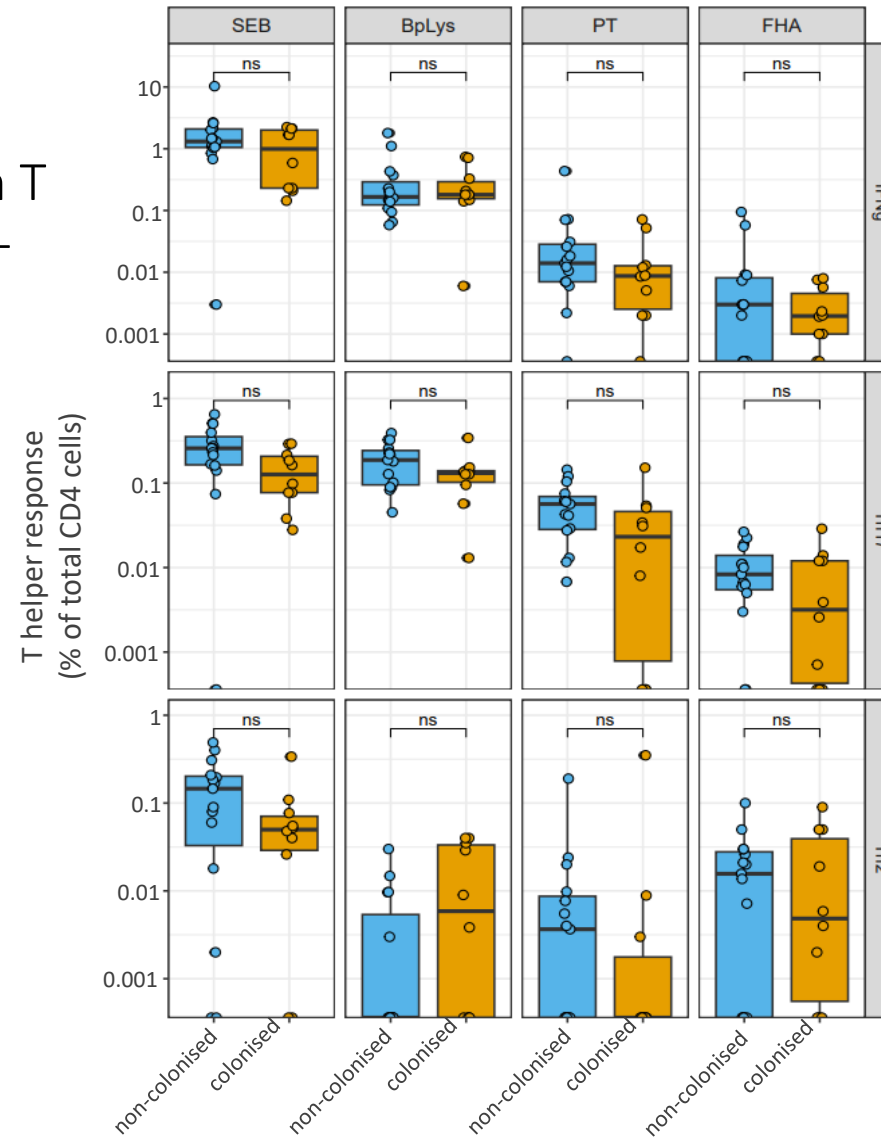 SEB BpLys PT FHA
T
ns ns ns ns
10
1
0.1
0.01
0.001
ns ns ns ns
1
0.1
0.01
0.001
T helper response
(% of total CD4 cells)
ns ns ns ns
1
0.1
0.01
0.001
non-colonised colonised non-colonised colonised non-colonised colonised non-colonised colonised